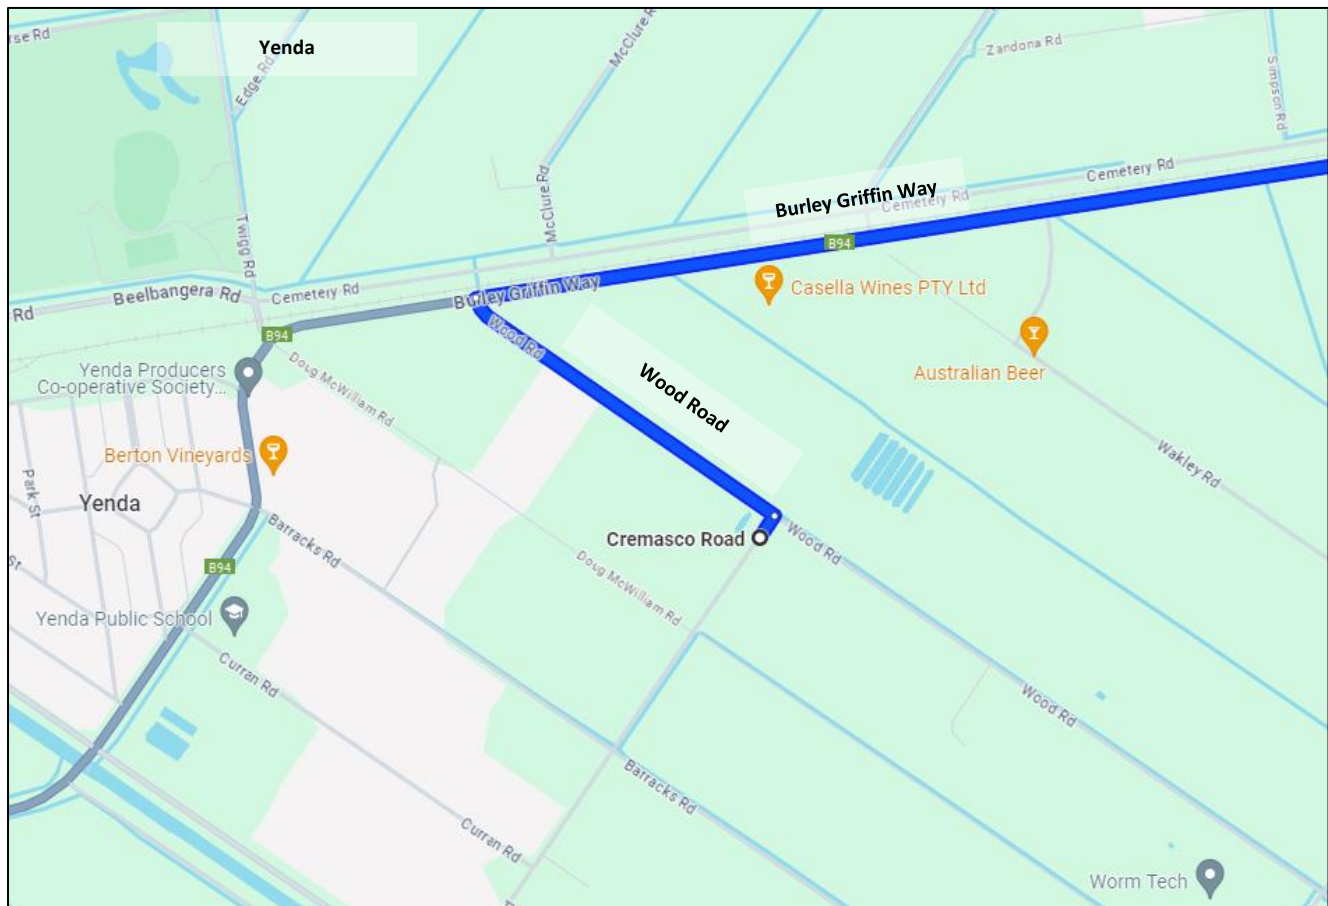 rse Rd
Yenda
Edge Rd
McClure R
Zandona Rd
Simpson Rd
McClure Rd
Cemetery Rd
Burley Griffin Way
Cemetery Rd
B94
Twigg Rd
Beelbangera Rd
Cemetery Rd
Rd
Burley Griffin Way
Casella Wines PTY Ltd
B94
Wood Rd
Australian Beer
Yenda Producers
Co-operative Society...
Doug McWilliam Rd
Wood Road
Berton Vineyards
Wakley Rd
Park St
Yenda
Barracks Rd
Cremasco Road
Wood Rd
B94
St
Doug McWilliam Rd
Yenda Public School
Curran Rd
Wood Rd
Barracks Rd
Curran Rd
Worm Tech